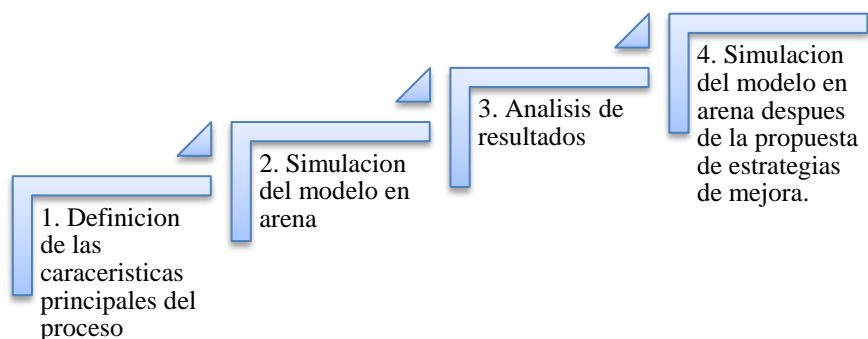 1. Definicion
de las
caraceristicas
principales del
proceso
2. Simulacion
del modelo en
arena
3. Analisis de
resultados
4. Simulacion
del modelo en
arena despues
de la propuesta
de estrategias
de mejora.